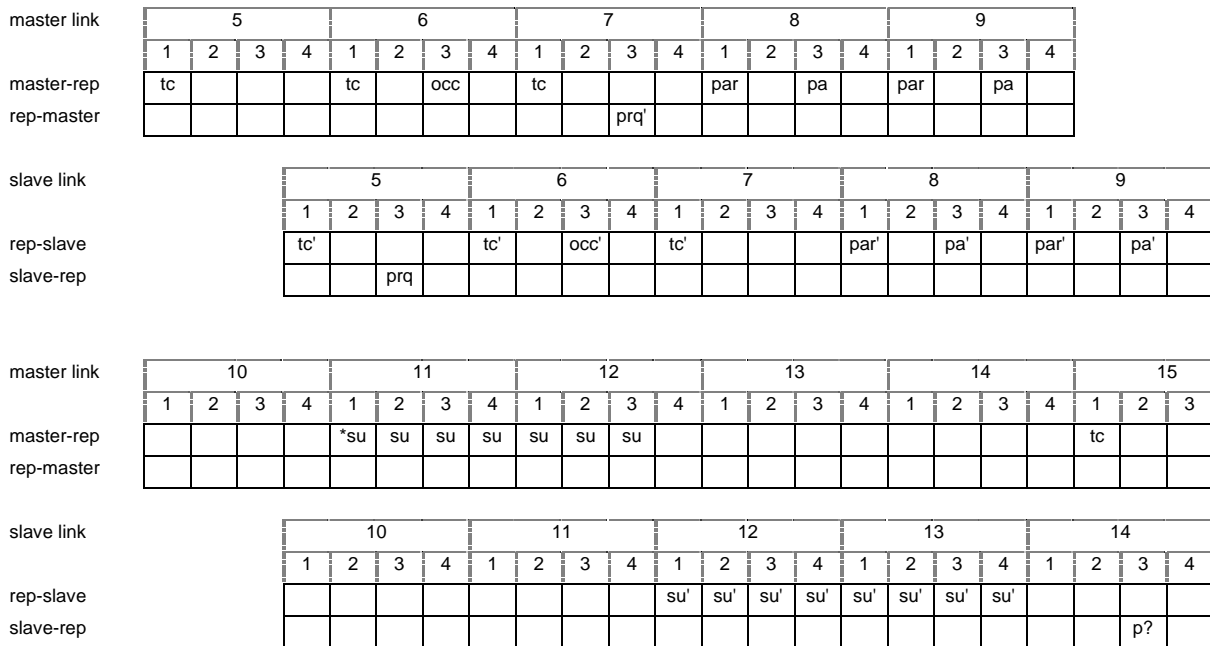 master link 5 6 7 8 9
1 2 3 4 1 2 3 4 1 2 3 4 1 2 3 4 1 2 3 4
master-rep tc tc occ tc par pa par pa
rep-master prq'
slave link 5 6 7 8 9
1 2 3 4 1 2 3 4 1 2 3 4 1 2 3 4 1 2 3 4
rep-slave tc' tc' occ' tc' par' pa' par' pa'
slave-rep prq
master link 10 11 12 13 14 15
1 2 3 4 1 2 3 4 1 2 3 4 1 2 3 4 1 2 3 4 1 2 3
master-rep *su su su su su su su tc
rep-master
slave link 10 11 12 13 14
1 2 3 4 1 2 3 4 1 2 3 4 1 2 3 4 1 2 3 4
rep-slave su' su' su' su' su' su' su' su'
slave-rep p?